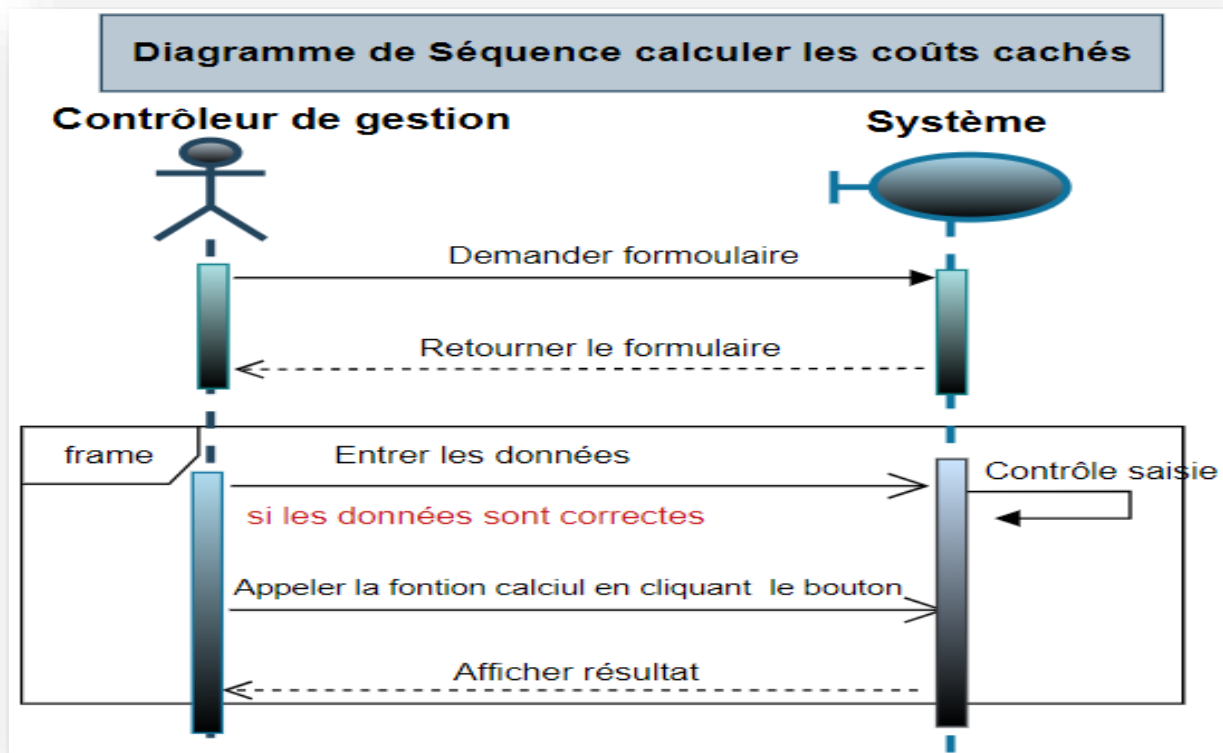 Diagramme de Séquence calculer les coûts cachés
Contrôleur de gestion
Système
Demander formoulaire
Retourner le formulaire
frame
Entrer les données
Contrôle saisie
si les données sont correctes
Appeler la fontion calciul en cliquant le bouton
Afficher résultat